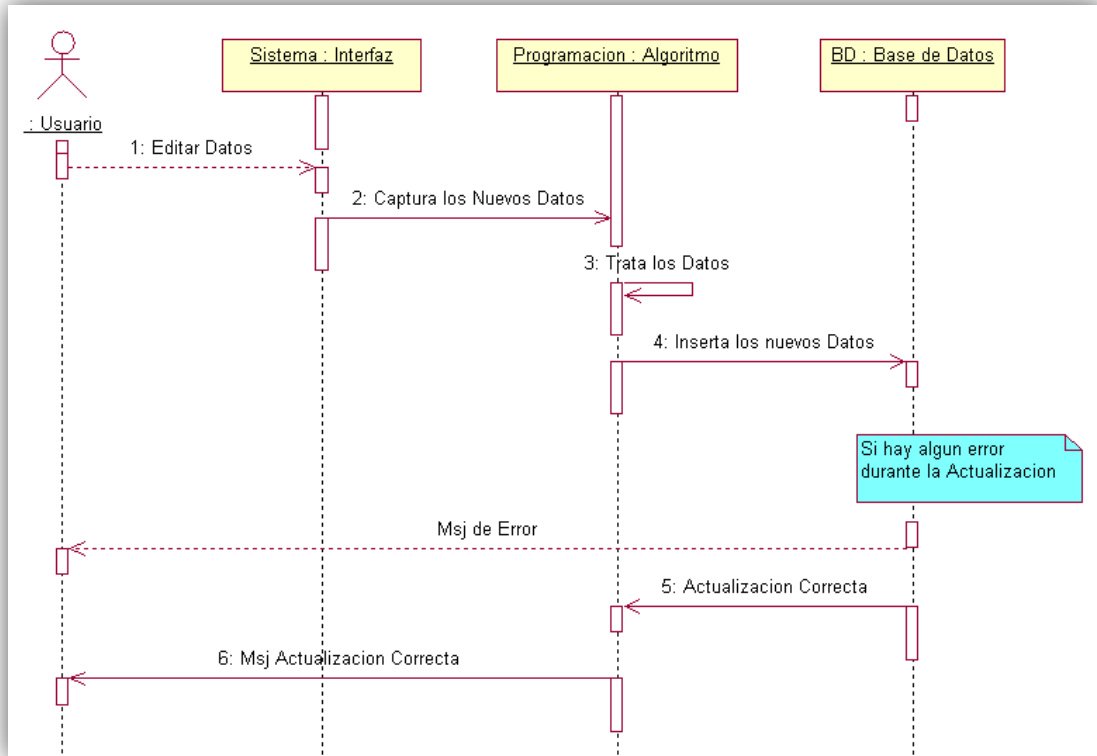 Sistema : Interfaz
Programacion : Algoritmo
BD : Base de Datos
: Usuario
1: Editar Datos
2: Captura los Nuevos Datos
3: Trata los Datos
4: Inserta los nuevos Datos
Si hay algun error
durante la Actualizacion
Msj de Error
5: Actualizacion Correcta
6: Msj Actualizacion Correcta